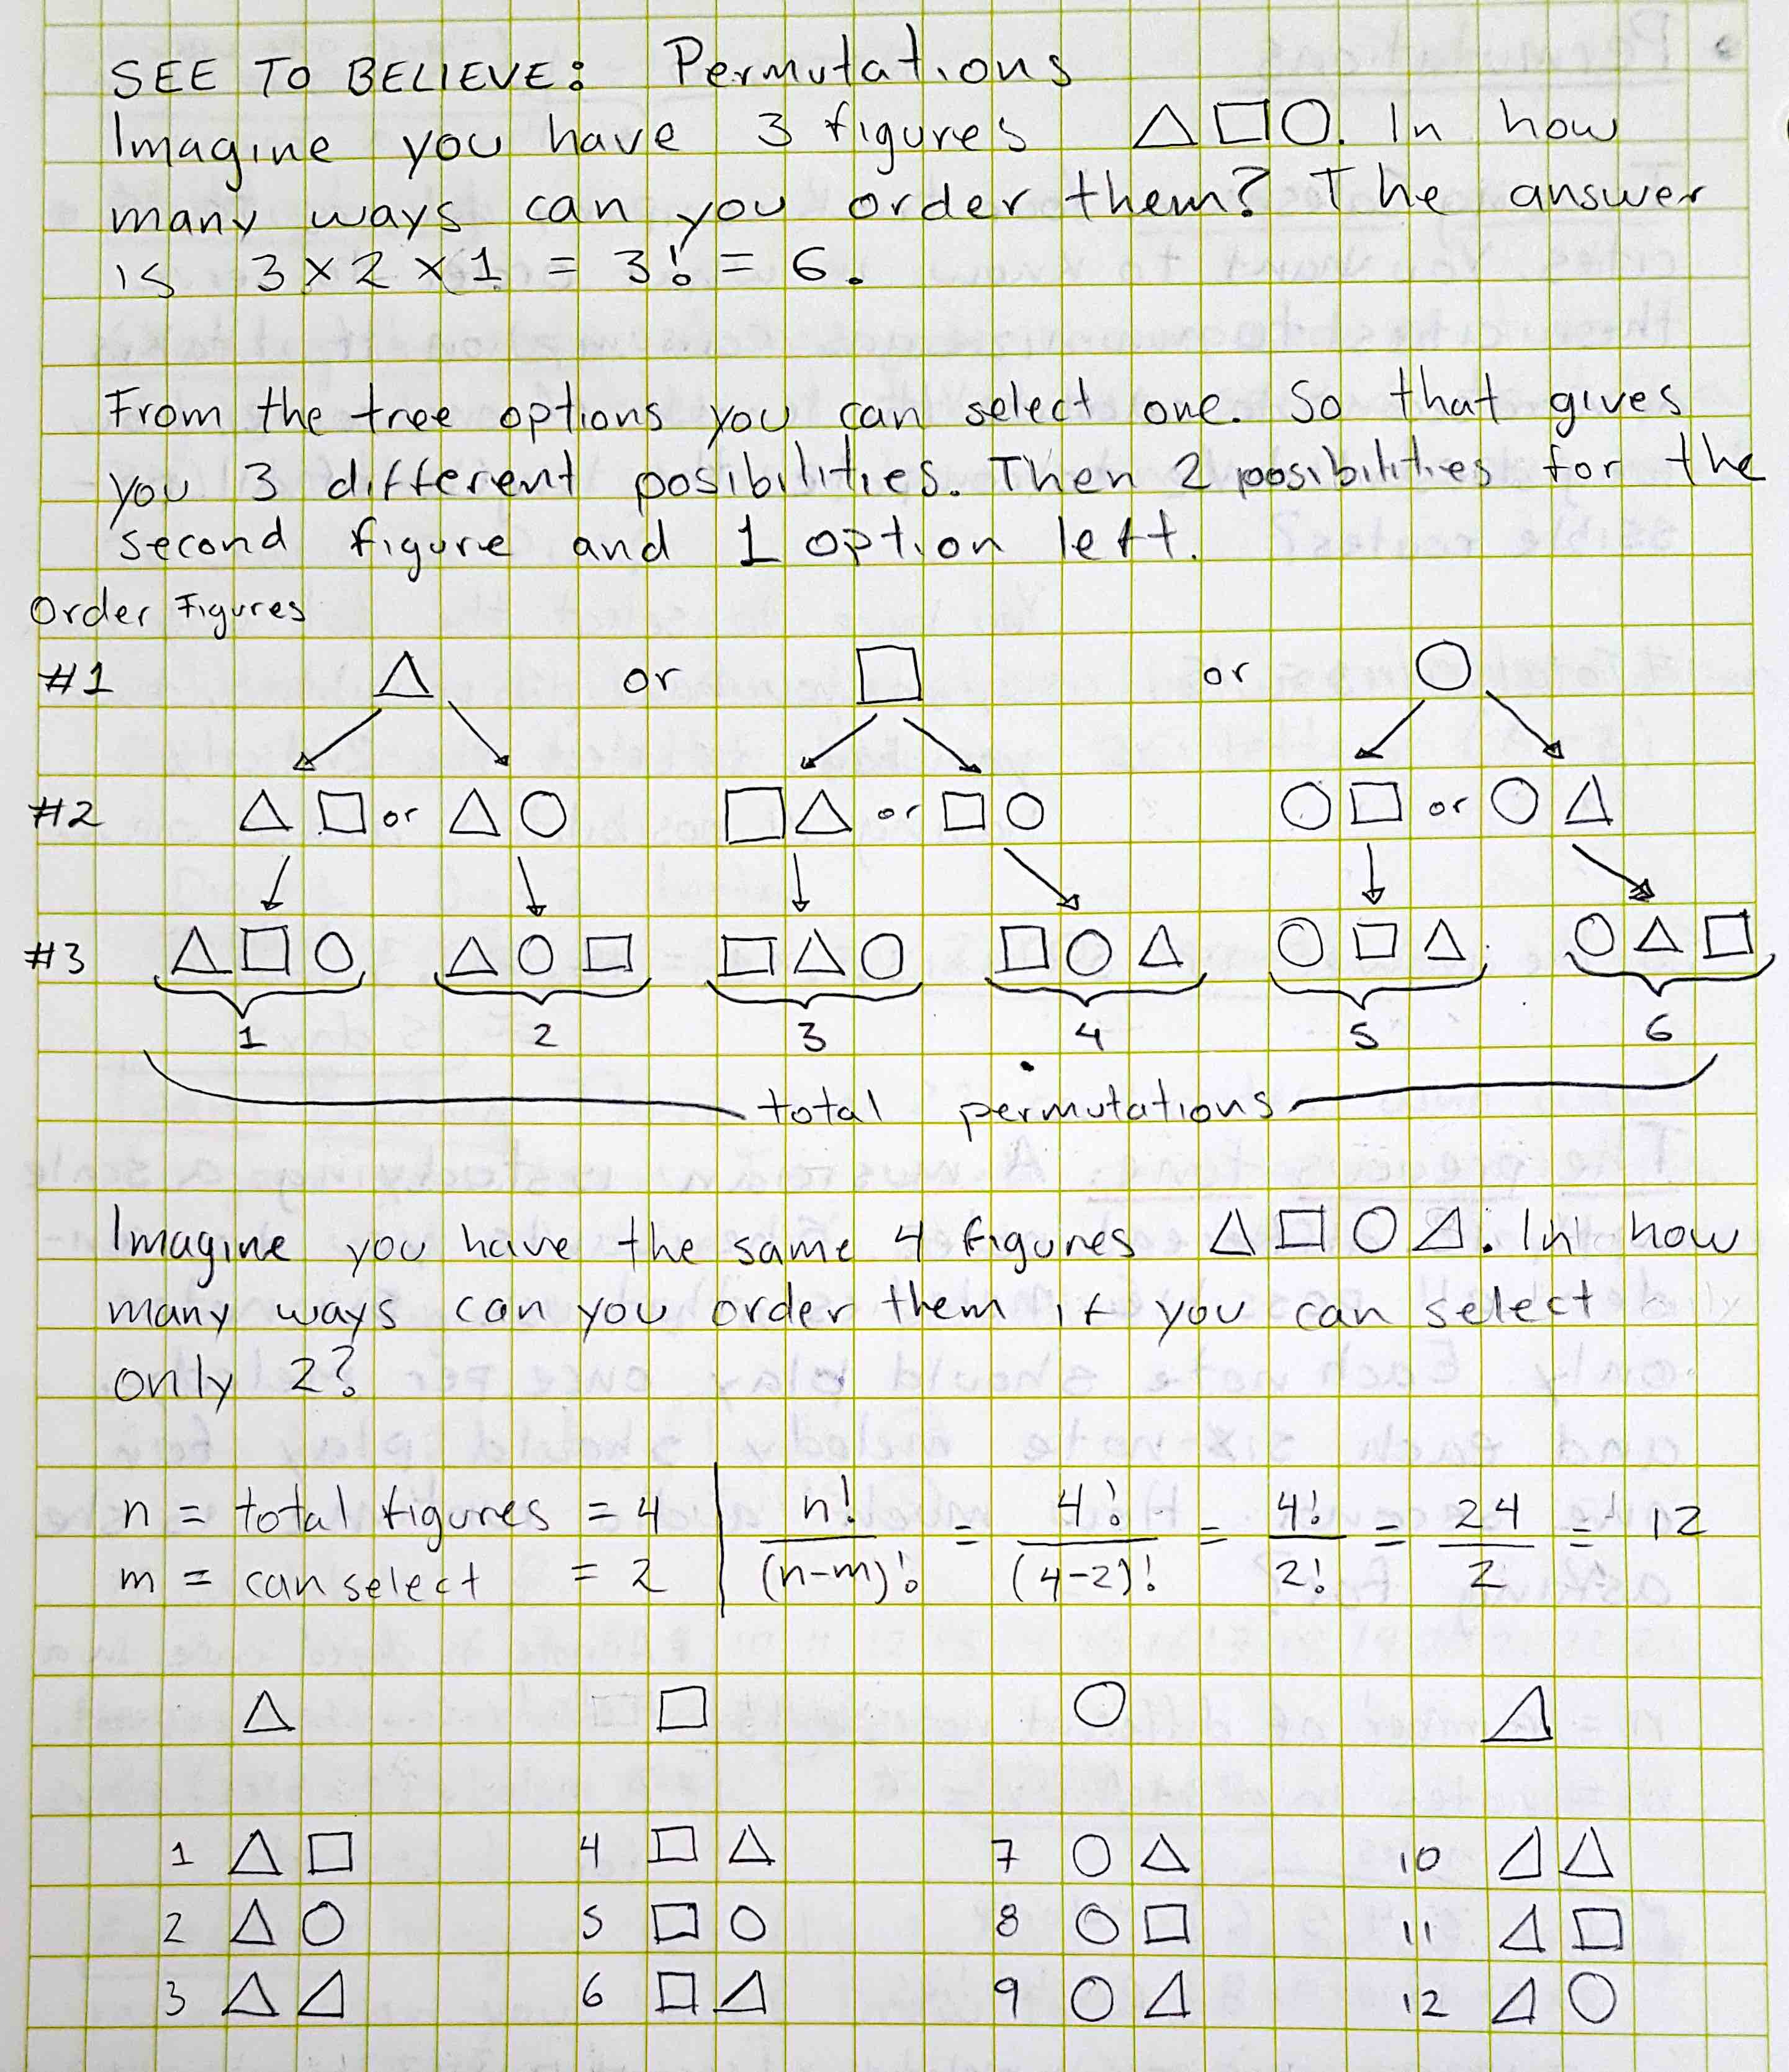 SEE TO BELIEVE: Permutations
Imagine you have 3 figures △□○. In how
many ways can you order them? The answer
is 3 × 2 × 1 = 3! = 6.
From the tree options you can select one. So that gives
you 3 different posibilities. Then 2 posibilities for the
second figure and 1 option left.
Order Figures
#1 △ or □ or ○
#2 △ □ or △ ○ □ △ or □ ○ ○ □ or ○ △
#3 △ □ ○ △ ○ □ □ △ ○ □ ○ △ ○ □ △ ○ △ □
1 2 3 4 5 6
total permutations
Imagine you have the same 4 figures △ □ ○ ⊿. In how
many ways can you order them if you can select
only 2?
n = total figures = 4 | n!/(n-m)! = 4!/(4-2)! = 4!/2! = 24/2 = 12
m = can select = 2
△ □ ○ ⊿
1 △ □ 4 □ △ 7 ○ △ 10 ⊿ △
2 △ ○ 5 □ ○ 8 ○ □ 11 ⊿ □
3 △ ⊿ 6 □ ⊿ 9 ○ ⊿ 12 ⊿ ○